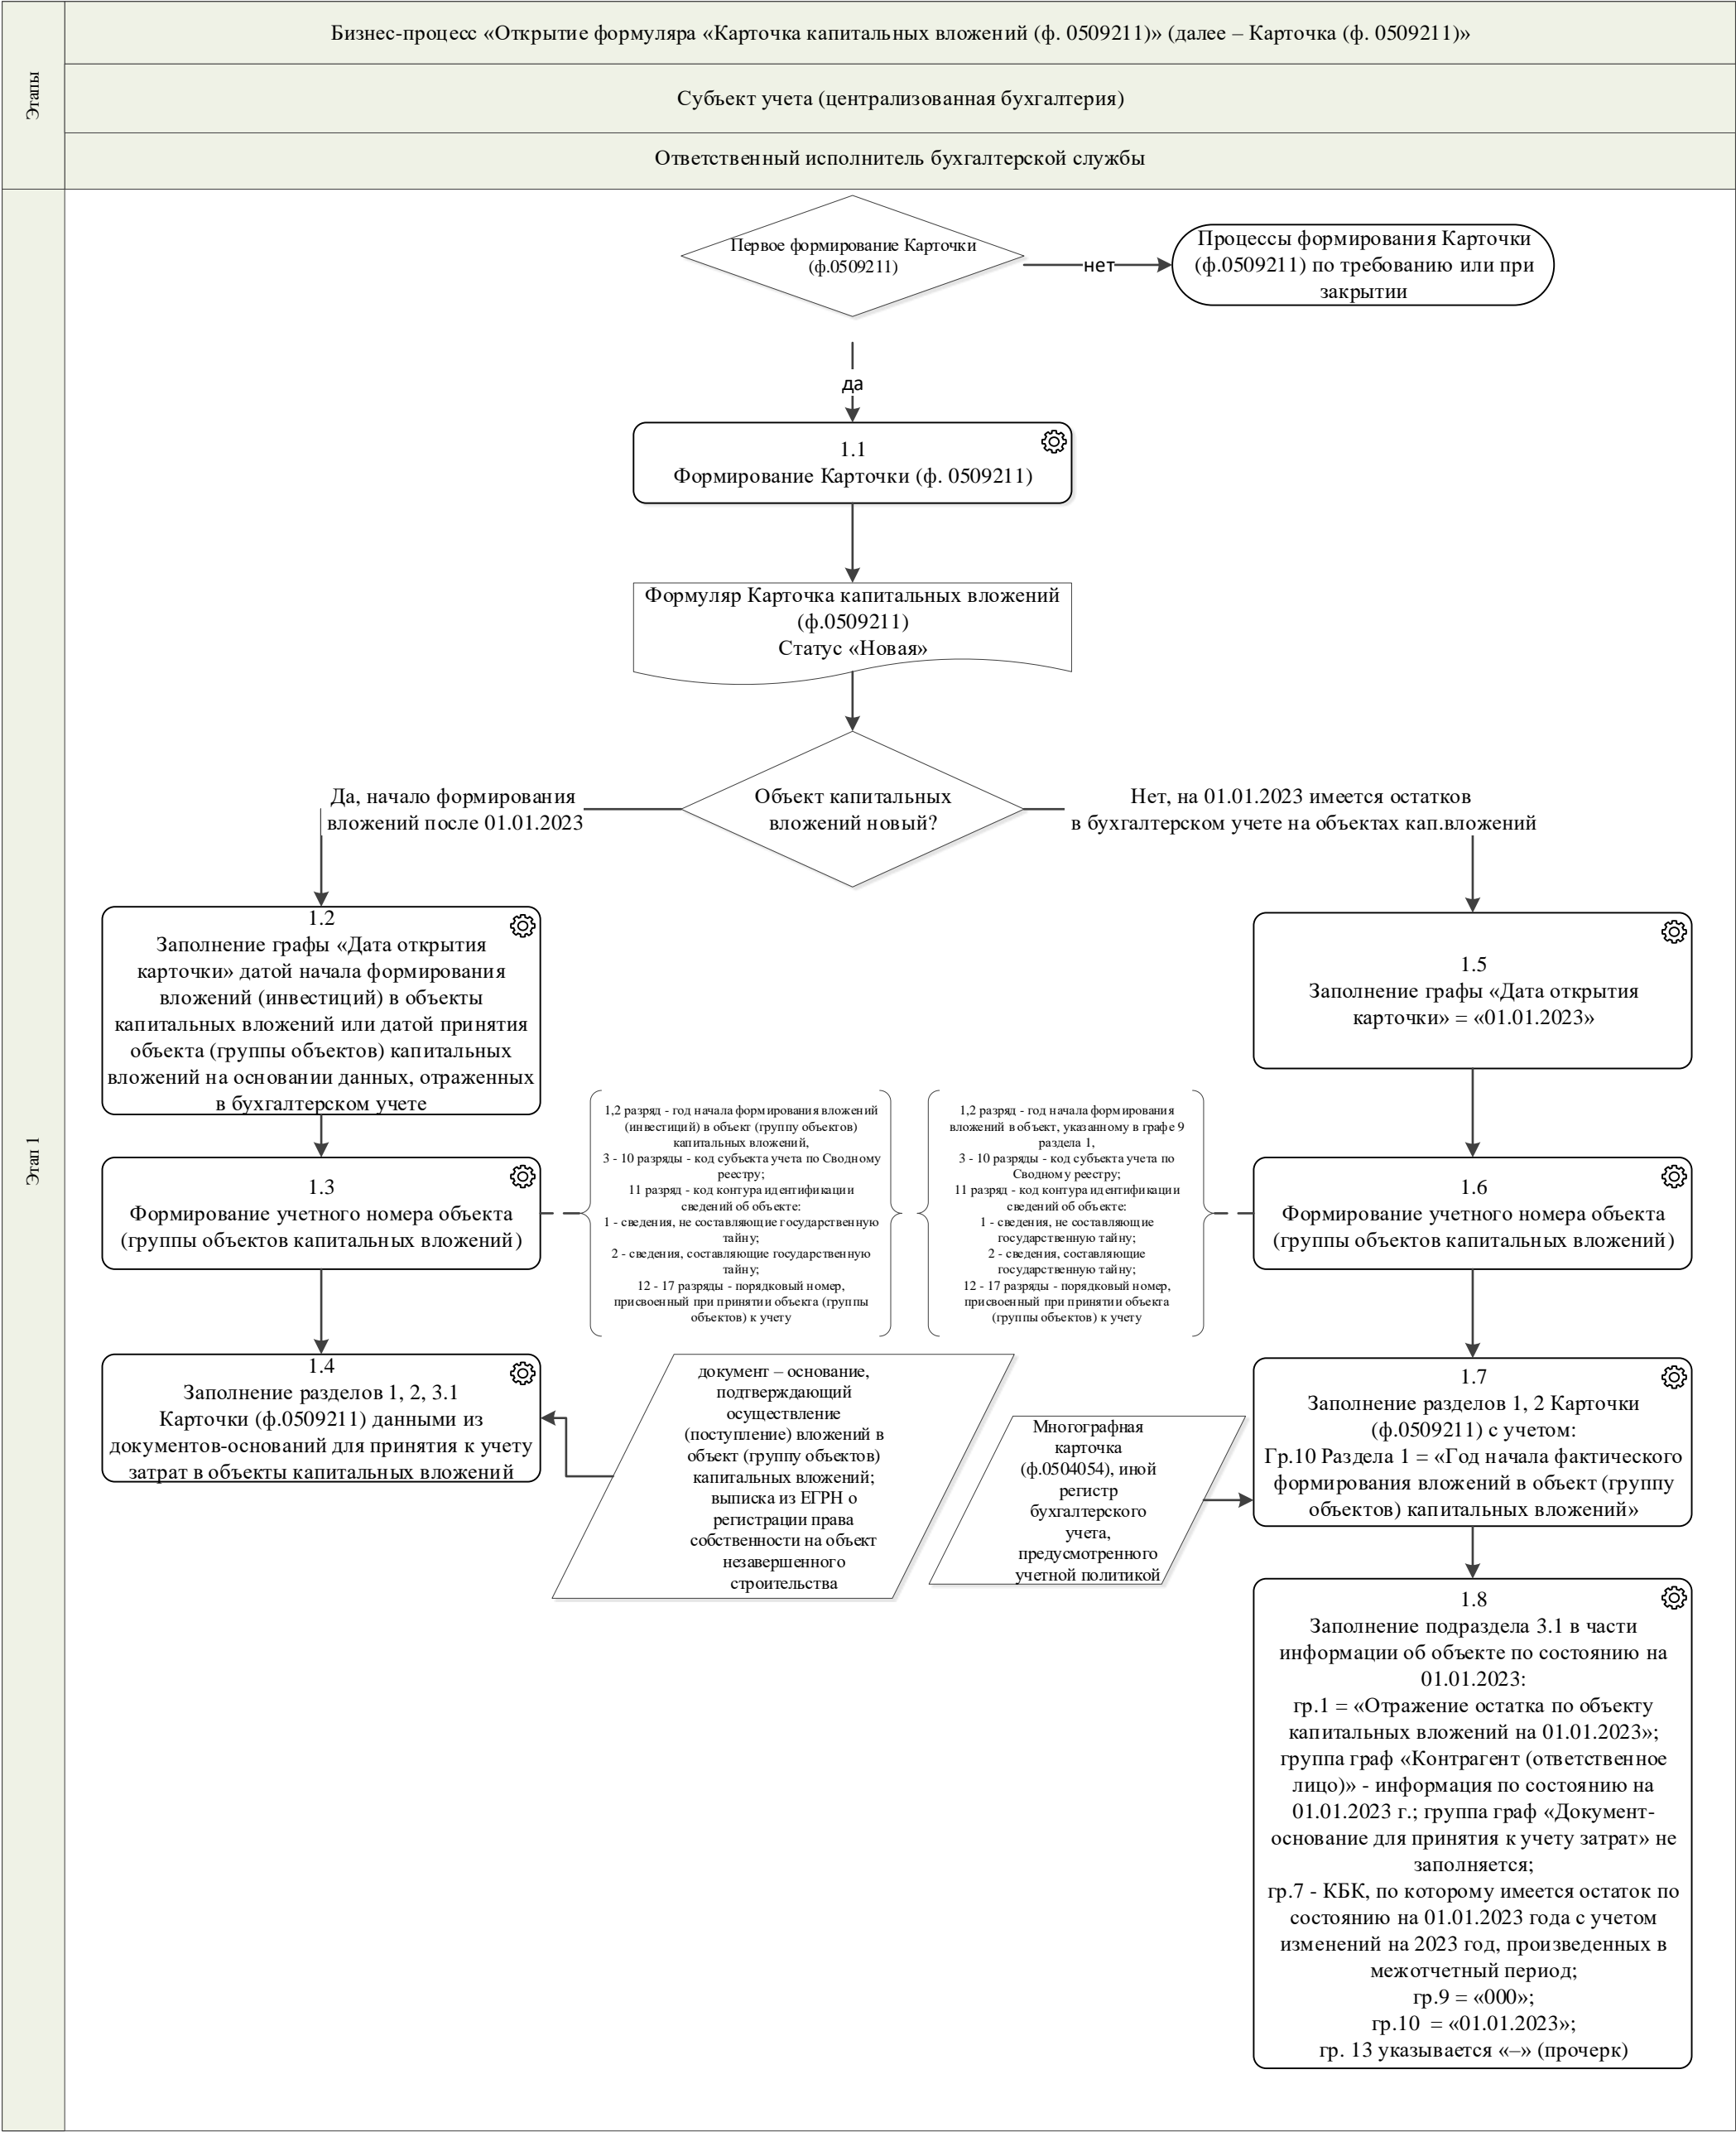 Этапы
Бизнес-процесс «Открытие формуляра «Карточка капитальных вложений (ф. 0509211)» (далее – Карточка (ф. 0509211)»
Субъект учета (централизованная бухгалтерия)
Ответственный исполнитель бухгалтерской службы
Этап 1
Первое формирование Карточки
(ф.0509211)
нет
Процессы формирования Карточки
(ф.0509211) по требованию или при
закрытии
да
1.1
Формирование Карточки (ф. 0509211)
Формуляр Карточка капитальных вложений
(ф.0509211)
Статус «Новая»
Объект капитальных
вложений новый?
Да, начало формирования
вложений после 01.01.2023
Нет, на 01.01.2023 имеется остатков
в бухгалтерском учете на объектах кап.вложений
1.2
Заполнение графы «Дата открытия
карточки» датой начала формирования
вложений (инвестиций) в объекты
капитальных вложений или датой принятия
объекта (группы объектов) капитальных
вложений на основании данных, отраженных
в бухгалтерском учете
1.5
Заполнение графы «Дата открытия
карточки» = «01.01.2023»
1.3
Формирование учетного номера объекта
(группы объектов капитальных вложений)
1,2 разряд - год начала формирования вложений
(инвестиций) в объект (группу объектов)
капитальных вложений,
3 - 10 разряды - код субъекта учета по Сводному
реестру;
11 разряд - код контура идентификации
сведений об объекте:
1 - сведения, не составляющие государственную
тайну;
2 - сведения, составляющие государственную
тайну;
12 - 17 разряды - порядковый номер,
присвоенный при принятии объекта (группы
объектов) к учету
1,2 разряд - год начала формирования
вложений в объект, указанному в графе 9
раздела 1,
3 - 10 разряды - код субъекта учета по
Сводному реестру;
11 разряд - код контура идентификации
сведений об объекте:
1 - сведения, не составляющие
государственную тайну;
2 - сведения, составляющие
государственную тайну;
12 - 17 разряды - порядковый номер,
присвоенный при принятии объекта
(группы объектов) к учету
1.6
Формирование учетного номера объекта
(группы объектов капитальных вложений)
1.4
Заполнение разделов 1, 2, 3.1
Карточки (ф.0509211) данными из
документов-оснований для принятия к учету
затрат в объекты капитальных вложений
документ – основание,
подтверждающий
осуществление
(поступление) вложений в
объект (группу объектов)
капитальных вложений;
выписка из ЕГРН о
регистрации права
собственности на объект
незавершенного
строительства
Многографная
карточка
(ф.0504054), иной
регистр
бухгалтерского
учета,
предусмотренного
учетной политикой
1.7
Заполнение разделов 1, 2 Карточки
(ф.0509211) с учетом:
Гр.10 Раздела 1 = «Год начала фактического
формирования вложений в объект (группу
объектов) капитальных вложений»
1.8
Заполнение подраздела 3.1 в части
информации об объекте по состоянию на
01.01.2023:
гр.1 = «Отражение остатка по объекту
капитальных вложений на 01.01.2023»;
группа граф «Контрагент (ответственное
лицо)» - информация по состоянию на
01.01.2023 г.; группа граф «Документ-
основание для принятия к учету затрат» не
заполняется;
гр.7 - КБК, по которому имеется остаток по
состоянию на 01.01.2023 года с учетом
изменений на 2023 год, произведенных в
межотчетный период;
гр.9 = «000»;
гр.10 = «01.01.2023»;
гр. 13 указывается «–» (прочерк)